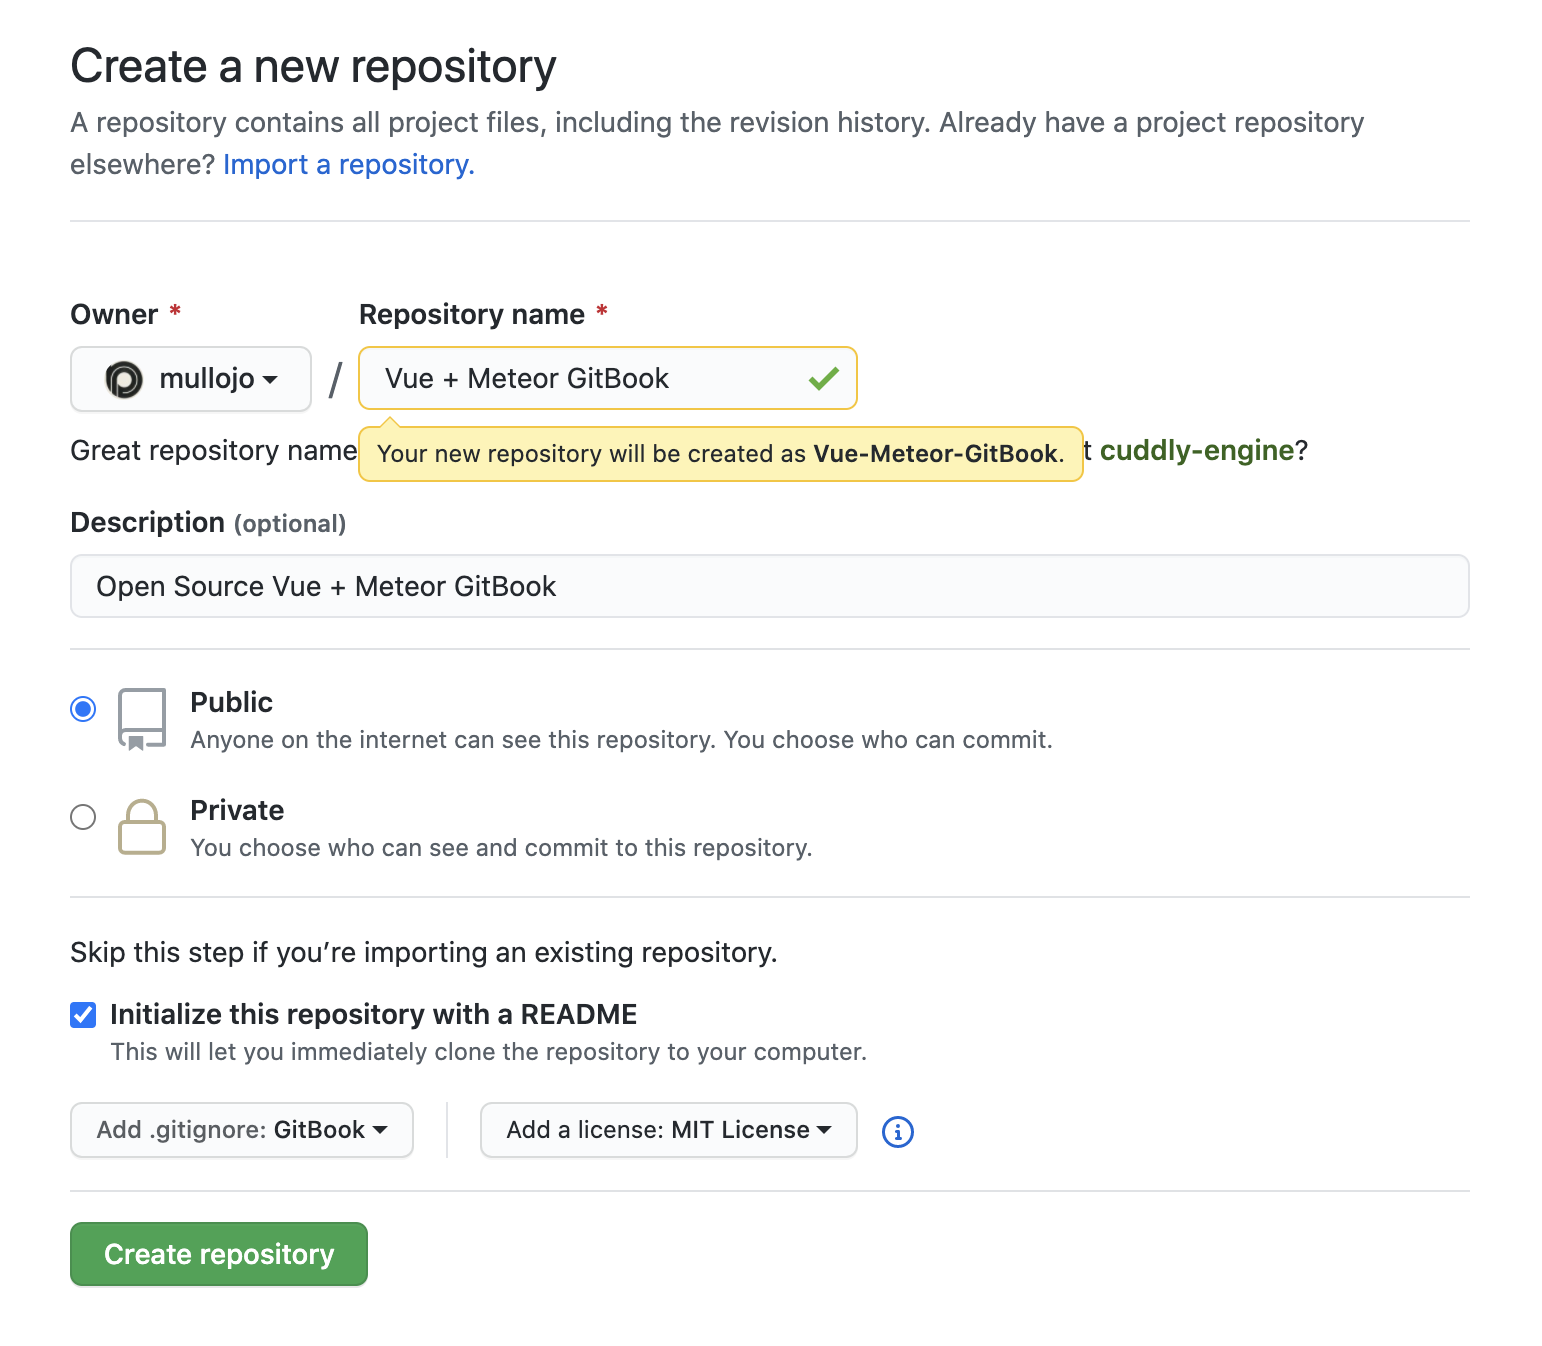 Create a new repository
A repository contains all project files, including the revision history. Already have a project repository
elsewhere? Import a repository.
Owner *
Repository name *
mullojo
/
Vue + Meteor GitBook
Great repository name
Your new repository will be created as Vue-Meteor-GitBook.
t cuddly-engine?
Description (optional)
Open Source Vue + Meteor GitBook
Public
Anyone on the internet can see this repository. You choose who can commit.
Private
You choose who can see and commit to this repository.
Skip this step if you’re importing an existing repository.
Initialize this repository with a README
This will let you immediately clone the repository to your computer.
Add .gitignore: GitBook
Add a license: MIT License
Create repository